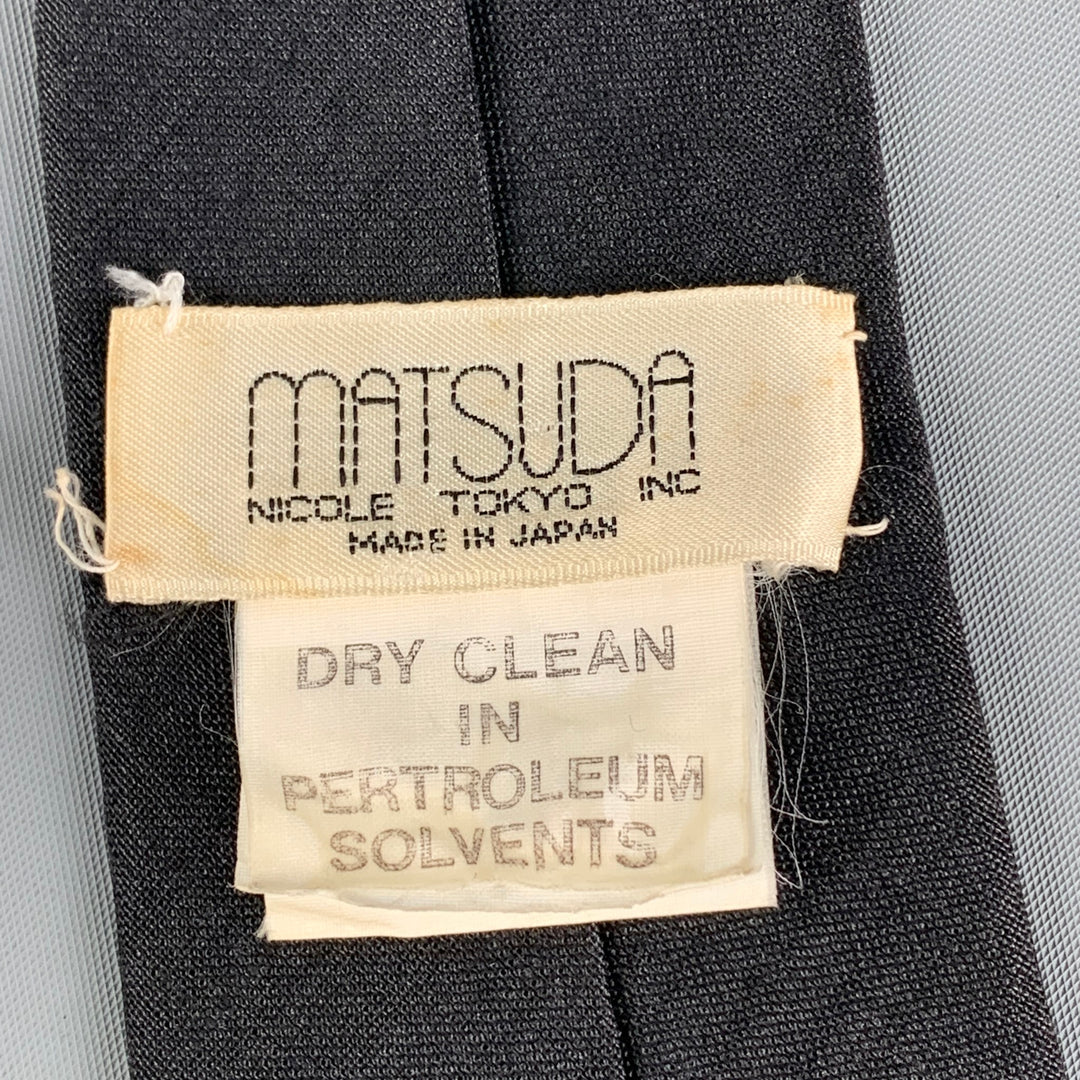 MATSUDA
NICOLE TOKYO INC
MADE IN JAPAN
DRY CLEAN
IN
PERTROLEUM
SOLVENTS